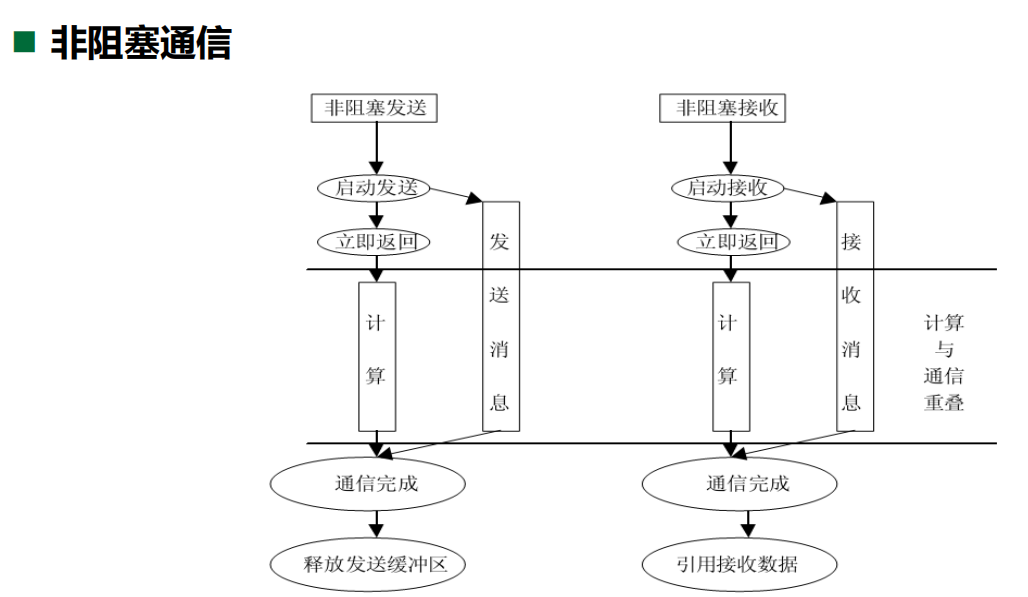 非阻塞通信
非阻塞发送
非阻塞接收
启动发送
启动接收
立即返回
立即返回
发送消息
接收消息
计算
计算
计算
与
通信
重叠
通信完成
通信完成
释放发送缓冲区
引用接收数据